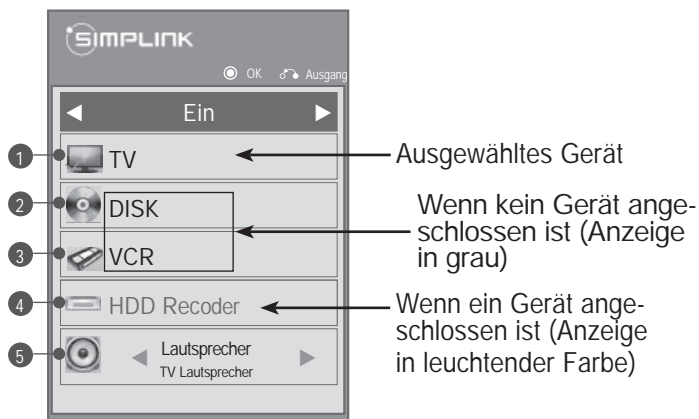 SIMPLINK
OK Ausgang
Ein
1 TV
Ausgewähltes Gerät
2 DISK
3 VCR
Wenn kein Gerät ange-
schlossen ist (Anzeige
in grau)
4 HDD Recoder
Wenn ein Gerät ange-
schlossen ist (Anzeige
in leuchtender Farbe)
5 Lautsprecher
TV Lautsprecher